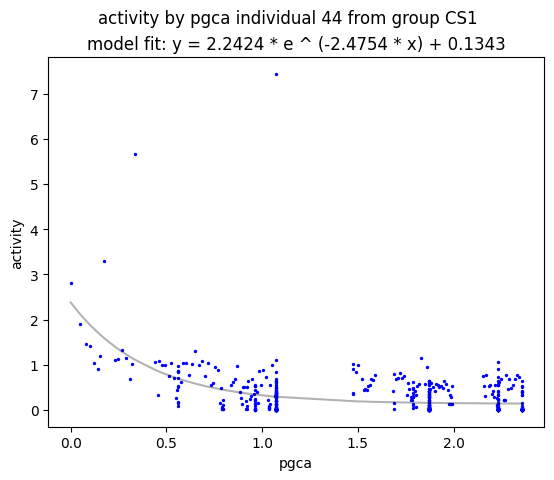 activity by pgca individual 44 from group CS1
model fit: y = 2.2424 * e ^ (-2.4754 * x) + 0.1343
7
6
5
4
3
2
1
0
activity
0.0 0.5 1.0 1.5 2.0
pgca